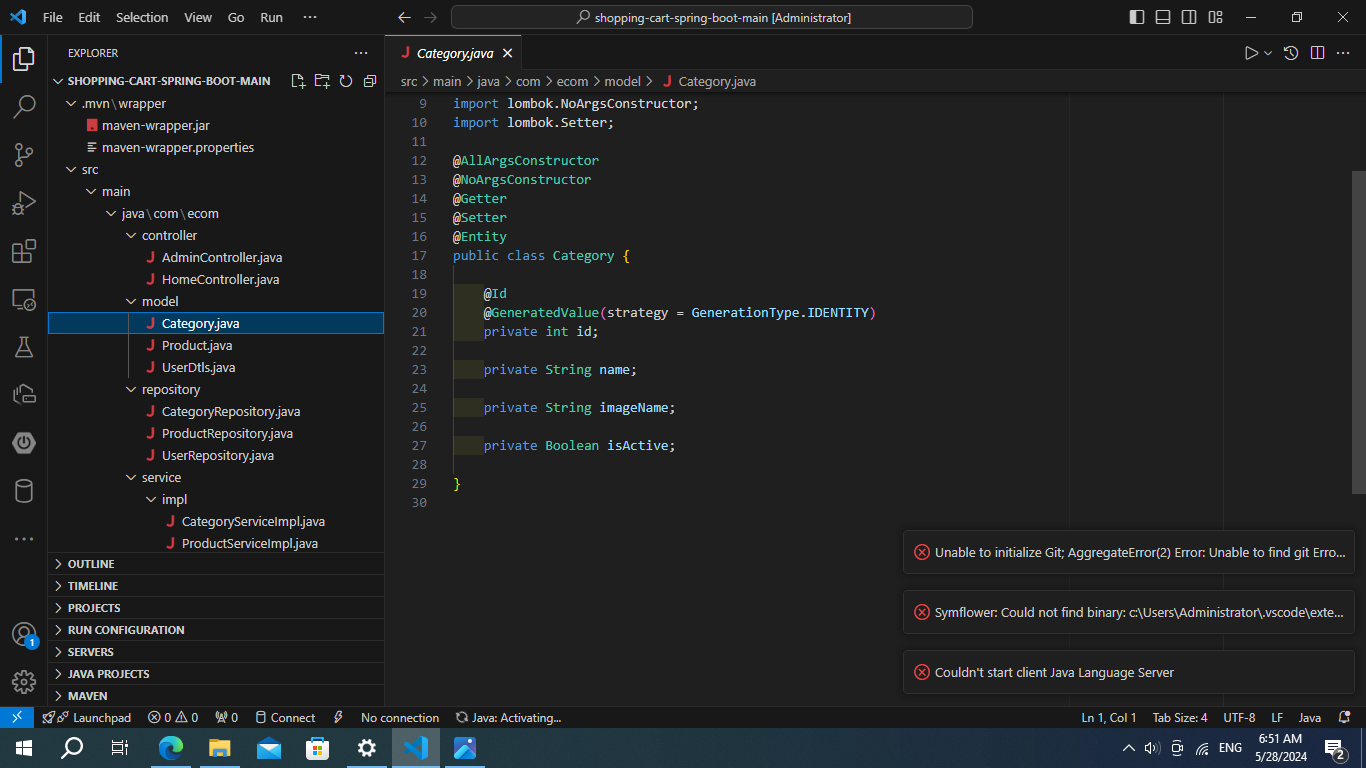 File Edit Selection View Go Run ···
shopping-cart-spring-boot-main [Administrator]
EXPLORER
SHOPPING-CART-SPRING-BOOT-MAIN
.mvn\wrapper
maven-wrapper.jar
maven-wrapper.properties
src
main
java\com\ecom
controller
J AdminController.java
J HomeController.java
model
J Category.java
J Product.java
J UserDtls.java
repository
J CategoryRepository.java
J ProductRepository.java
J UserRepository.java
service
impl
J CategoryServiceImpl.java
J ProductServiceImpl.java
OUTLINE
TIMELINE
PROJECTS
RUN CONFIGURATION
SERVERS
JAVA PROJECTS
MAVEN
1
J Category.java
src > main > java > com > ecom > model > J Category.java
9 import lombok.NoArgsConstructor;
10 import lombok.Setter;
11
12 @AllArgsConstructor
13 @NoArgsConstructor
14 @Getter
15 @Setter
16 @Entity
17 public class Category {
18
19 @Id
20 @GeneratedValue(strategy = GenerationType.IDENTITY)
21 private int id;
22
23 private String name;
24
25 private String imageName;
26
27 private Boolean isActive;
28
29 }
30
Unable to initialize Git; AggregateError(2) Error: Unable to find git Erro...
Symflower: Could not find binary: c:\Users\Administrator\.vscode\exte...
Couldn't start client Java Language Server
Launchpad 0 0 0 Connect No connection Java: Activating... Ln 1, Col 1 Tab Size: 4 UTF-8 LF Java
ENG 6:51 AM
5/28/2024
2